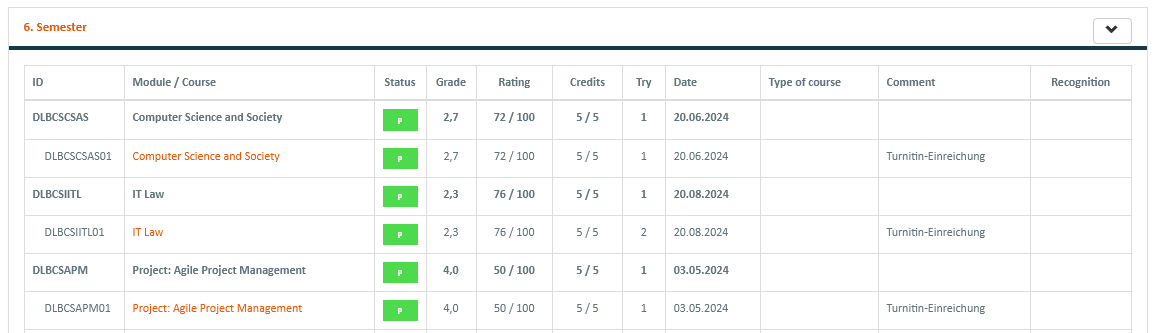 6. Semester
ID Module / Course Status Grade Rating Credits Try Date Type of course Comment Recognition
DLBCSCSAS Computer Science and Society P 2,7 72 / 100 5 / 5 1 20.06.2024
DLBCSCSAS01 Computer Science and Society P 2,7 72 / 100 5 / 5 1 20.06.2024 Turnitin-Einreichung
DLBCSIITL IT Law P 2,3 76 / 100 5 / 5 1 20.08.2024
DLBCSIITL01 IT Law P 2,3 76 / 100 5 / 5 2 20.08.2024 Turnitin-Einreichung
DLBCSAPM Project: Agile Project Management P 4,0 50 / 100 5 / 5 1 03.05.2024
DLBCSAPM01 Project: Agile Project Management P 4,0 50 / 100 5 / 5 1 03.05.2024 Turnitin-Einreichung